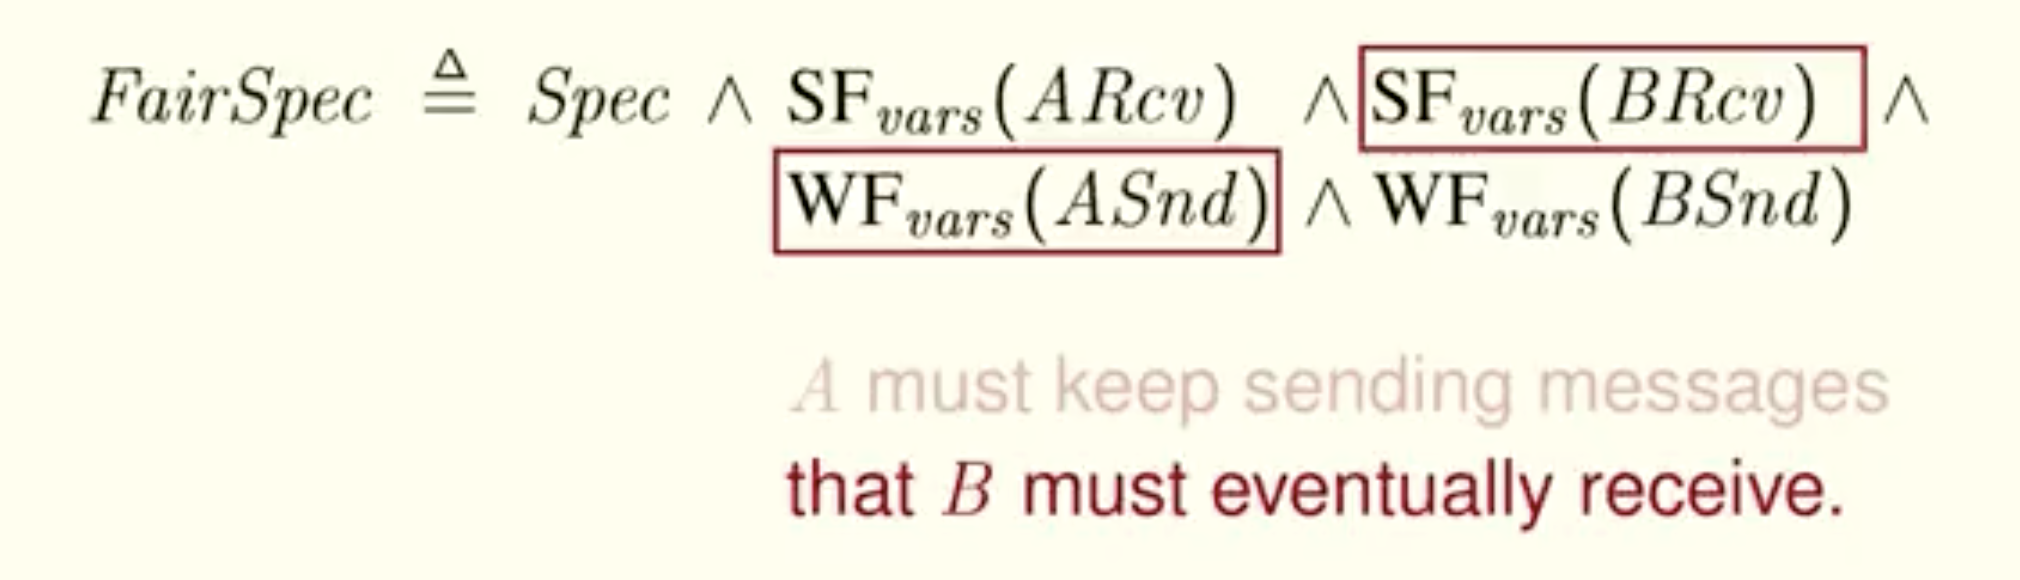 FairSpec ≜ Spec ∧ SF_vars(ARcv) ∧ SF_vars(BRcv) ∧
WF_vars(ASnd) ∧ WF_vars(BSnd)
A must keep sending messages
that B must eventually receive.